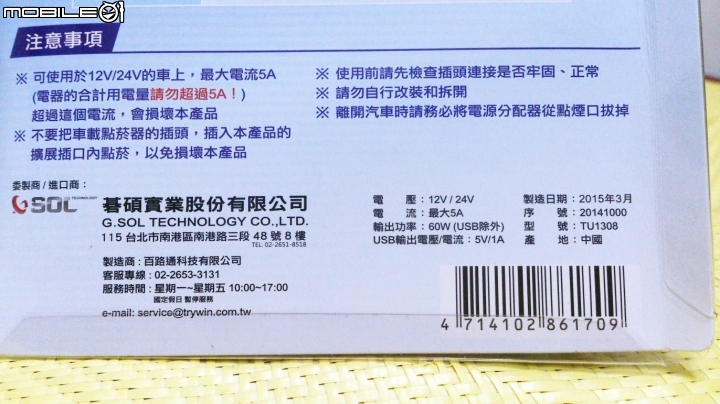 MOBILE01
注意事項
※ 可使用於12V/24V的車上，最大電流5A
(電器的合計用電量請勿超過5A！)
超過這個電流，會損壞本產品
※ 不要把車載點菸器的插頭，插入本產品的
擴展插口內點菸，以免損壞本產品
※ 使用前請先檢查插頭連接是否牢固、正常
※ 請勿自行改裝和拆開
※ 離開汽車時請務必將電源分配器從點煙口拔掉
委製商/進口商：
GSOL TECHNOLOGY
碁碩實業股份有限公司
G.SOL TECHNOLOGY CO.,LTD.
115 台北市南港區南港路三段 48 號 8 樓
TEL: 02-2651-8518
製造商：百路通科技有限公司
客服專線：02-2653-3131
服務時間：星期一~星期五 10:00~17:00
國定假日 暫停服務
e-mail: service@trywin.com.tw
電 壓：12V / 24V
電 流：最大5A
輸出功率：60W (USB除外)
USB輸出電壓/電流：5V/1A
製造日期：2015年3月
序 號：20141000
型 號：TU1308
產 地：中國
4 714102 861709